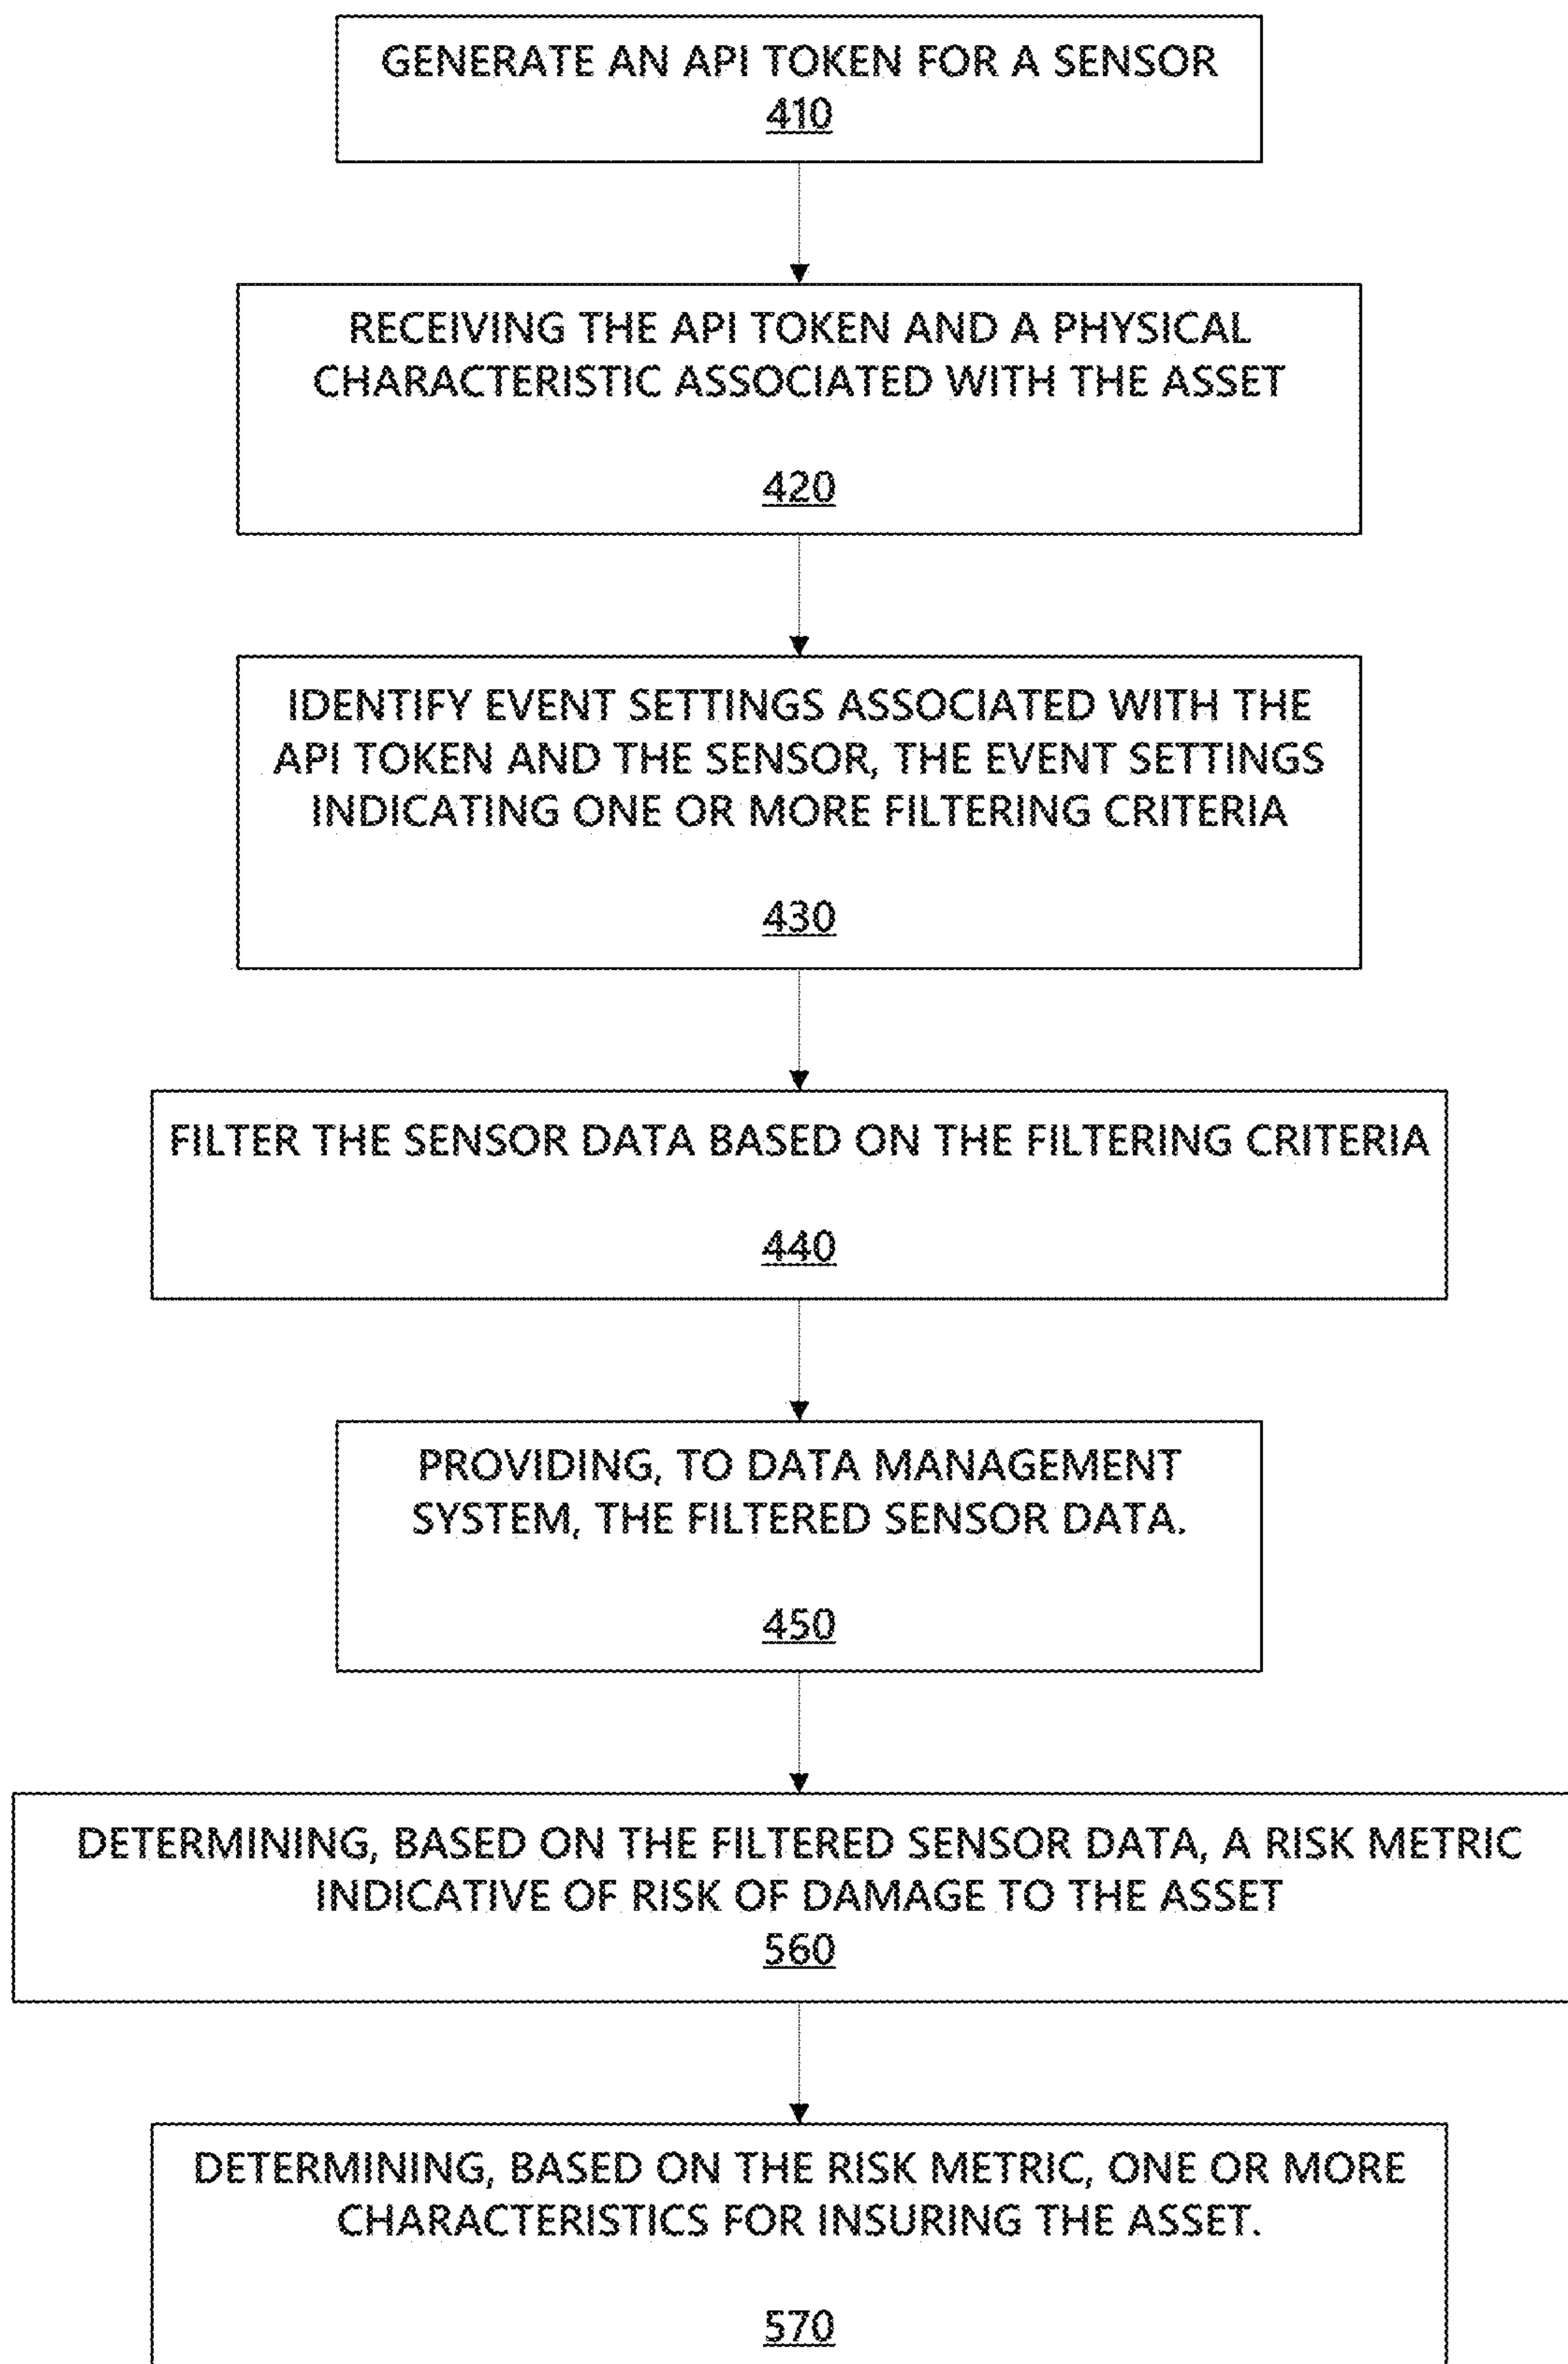 GENERATE AN API TOKEN FOR A SENSOR
410
RECEIVING THE API TOKEN AND A PHYSICAL
CHARACTERISTIC ASSOCIATED WITH THE ASSET
420
IDENTIFY EVENT SETTINGS ASSOCIATED WITH THE
API TOKEN AND THE SENSOR, THE EVENT SETTINGS
INDICATING ONE OR MORE FILTERING CRITERIA
430
FILTER THE SENSOR DATA BASED ON THE FILTERING CRITERIA
440
PROVIDING, TO DATA MANAGEMENT
SYSTEM, THE FILTERED SENSOR DATA.
450
DETERMINING, BASED ON THE FILTERED SENSOR DATA, A RISK METRIC
INDICATIVE OF RISK OF DAMAGE TO THE ASSET
560
DETERMINING, BASED ON THE RISK METRIC, ONE OR MORE
CHARACTERISTICS FOR INSURING THE ASSET.
570